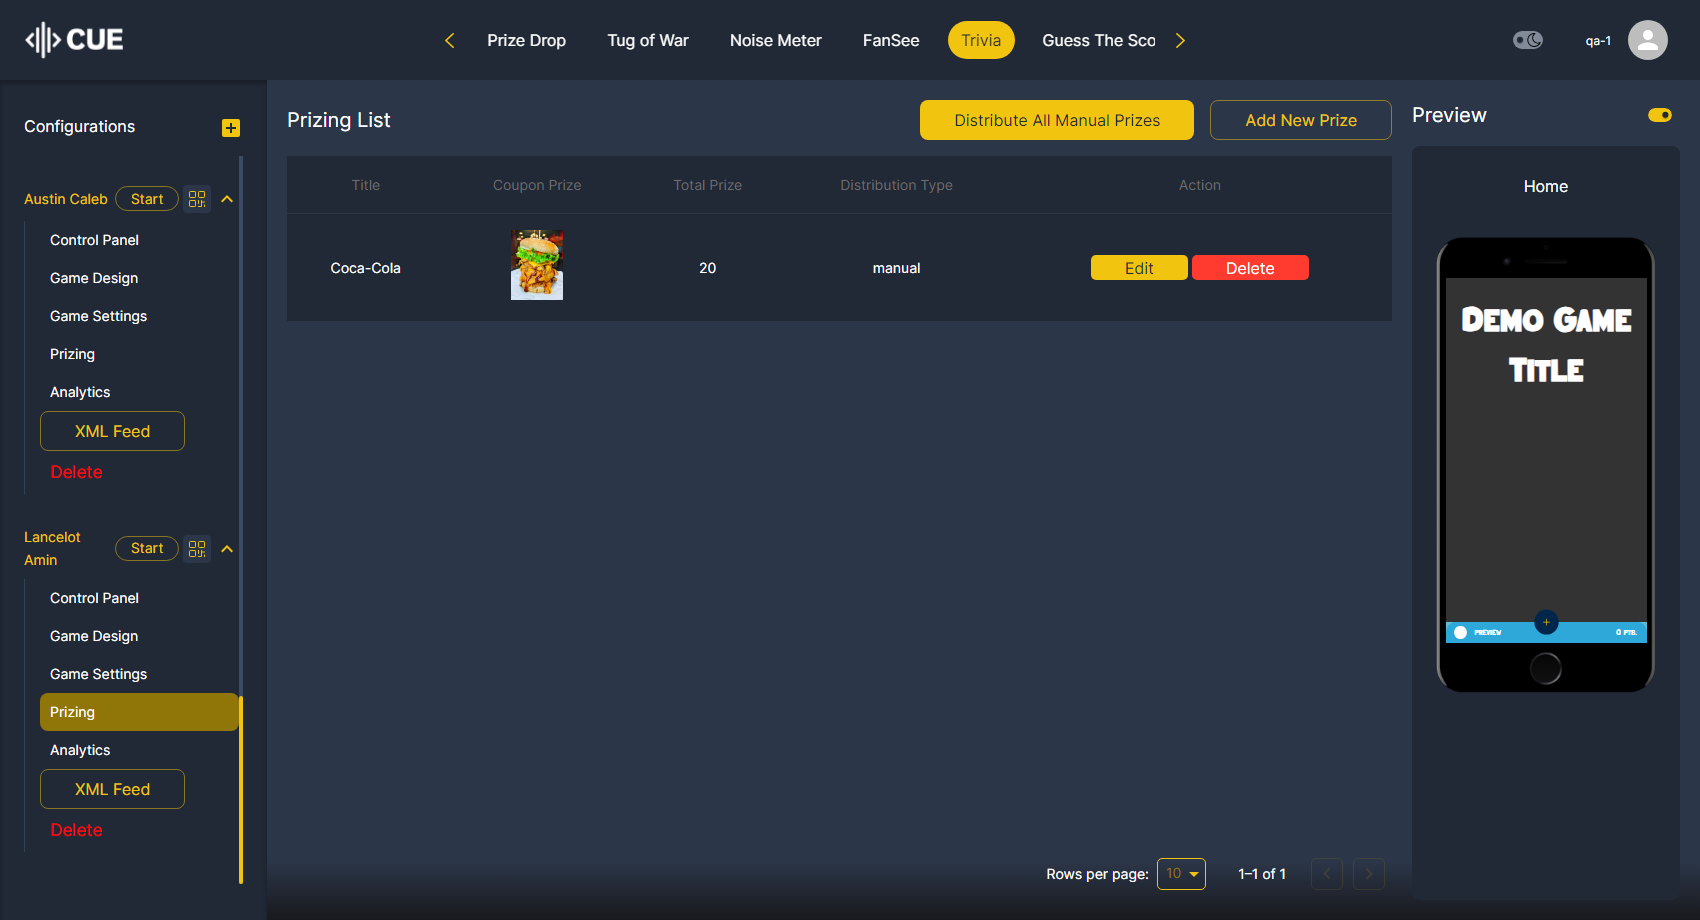 CUE
Prize Drop
Tug of War
Noise Meter
FanSee
Trivia
Guess The Sco
qa-1
Configurations
Austin Caleb
Start
Control Panel
Game Design
Game Settings
Prizing
Analytics
XML Feed
Delete
Lancelot
Amin
Start
Control Panel
Game Design
Game Settings
Prizing
Analytics
XML Feed
Delete
Prizing List
Distribute All Manual Prizes
Add New Prize
Title
Coupon Prize
Total Prize
Distribution Type
Action
Coca-Cola
20
manual
Edit
Delete
Rows per page:
10
1–1 of 1
Preview
Home
Demo Game
Title
PREVIEW
0 PTS.